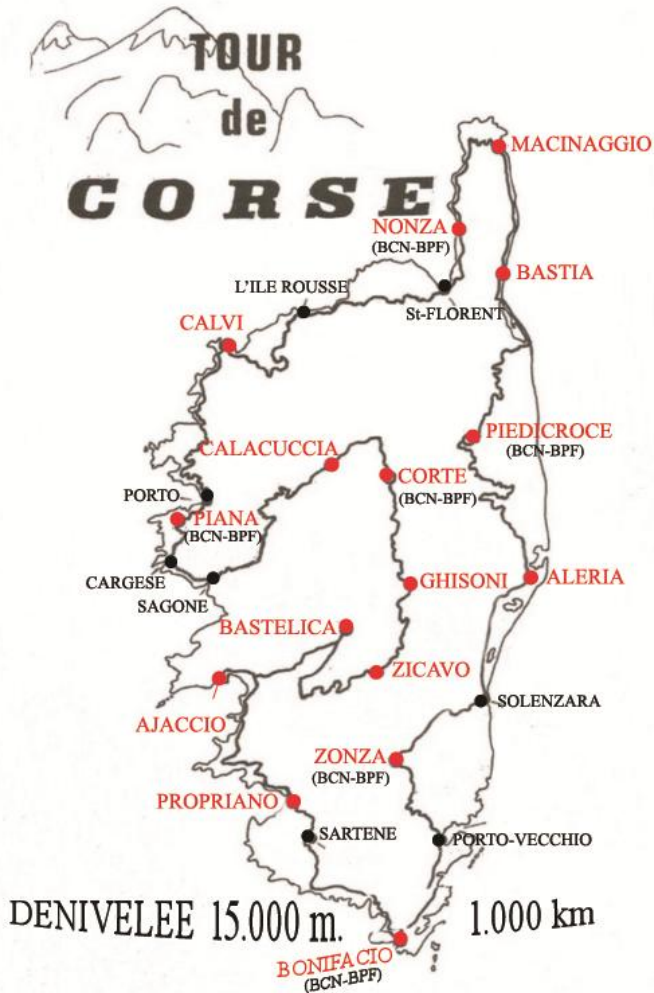 TOUR
de
CORSE
MACINAGGIO
NONZA
(BCN-BPF)
BASTIA
L'ILE ROUSSE
St-FLORENT
CALVI
PIEDICROCE
(BCN-BPF)
CALACUCCIA
CORTE
(BCN-BPF)
PORTO
PIANA
(BCN-BPF)
CARGESE
SAGONE
GHISONI
ALERIA
BASTELICA
ZICAVO
AJACCIO
SOLENZARA
ZONZA
(BCN-BPF)
PROPRIANO
SARTENE
PORTO-VECCHIO
DENIVELEE 15.000 m. 1.000 km
BONIFACIO
(BCN-BPF)